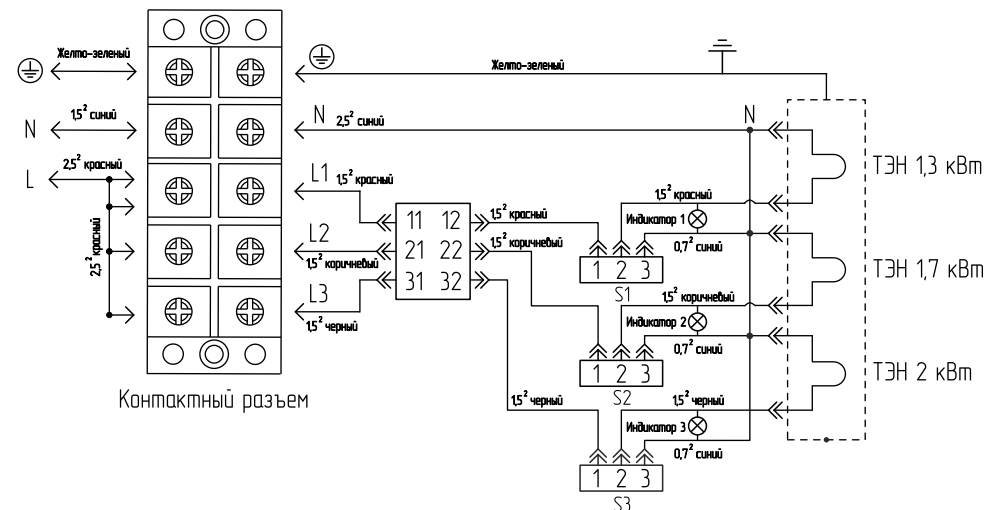 Желто-зеленый
Желто-зеленый
N
1,5² синий
N
2,5² синий
N
L
2,5² красный
2,5² красный
L1
1,5² красный
L2
1,5² коричневый
L3
1,5² черный
11 12
21 22
31 32
1,5² красный
1,5² коричневый
1,5² черный
1,5² красный
Индикатор 1
0,7² синий
1 2 3
S1
1,5² коричневый
Индикатор 2
0,7² синий
1 2 3
S2
1,5² черный
Индикатор 3
0,7² синий
1 2 3
S3
ТЭН 1,3 кВт
ТЭН 1,7 кВт
ТЭН 2 кВт
Контактный разъем